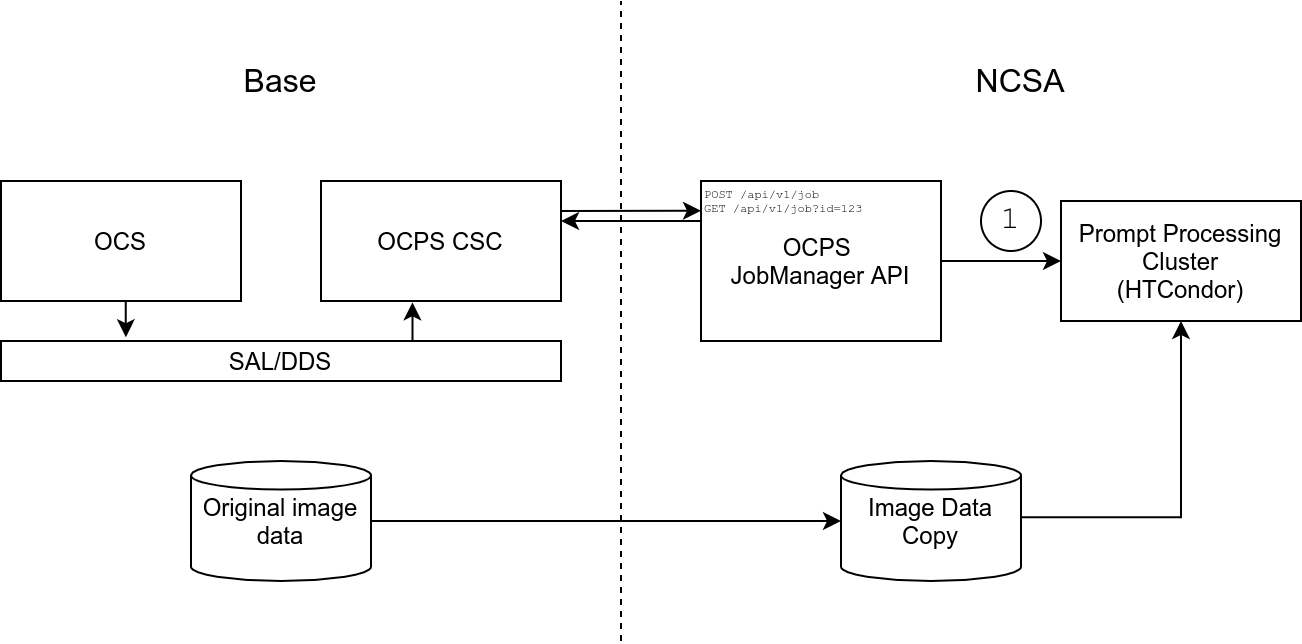 Base
NCSA
OCS
OCPS CSC
POST /api/v1/job
GET /api/v1/job?id=123
OCPS
JobManager API
1
Prompt Processing
Cluster
(HTCondor)
SAL/DDS
Original image
data
Image Data
Copy